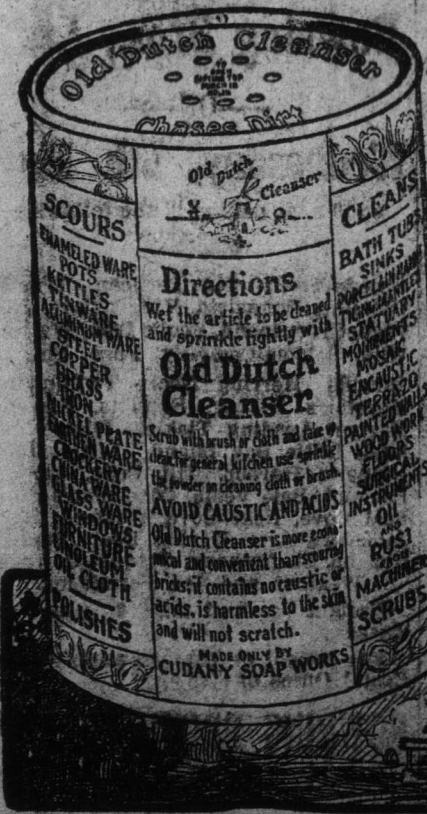 Old Dutch Cleanser
Chases Dirt
Old Dutch
Cleanser
SCOURS
ENAMELED WARE
POTS
KETTLES
TINWARE
ALUMINUM WARE
STEEL
COPPER
BRASS
IRON
NICKEL PLATE
KITCHEN WARE
CROCKERY
CHINA WARE
GLASS WARE
WINDOWS
FURNITURE
LINOLEUM
OIL CLOTH
POLISHES
Directions
Wet the article to be cleaned
and sprinkle lightly with
Old Dutch
Cleanser
Scrub with brush or cloth and take up
clean, for general kitchen use sprinkle
the powder on cleaning cloth or brush.
AVOID CAUSTIC AND ACIDS
Old Dutch Cleanser is more econo-
mical and convenient than scouring
bricks; it contains no caustic or
acids, is harmless to the skin
and will not scratch.
MADE ONLY BY
CUDAHY SOAP WORKS
CLEANS
BATH TUBS
SINKS
PORCELAIN
TILING, MANTLES
STATUARY
MONUMENTS
MOSAIC
ENCAUSTIC
TERRAZO
PAINTED WALLS
WOOD WORK
FLOORS
SURGICAL
INSTRUMENTS
OIL
AND
RUST
FROM
MACHINERY
SCRUBS